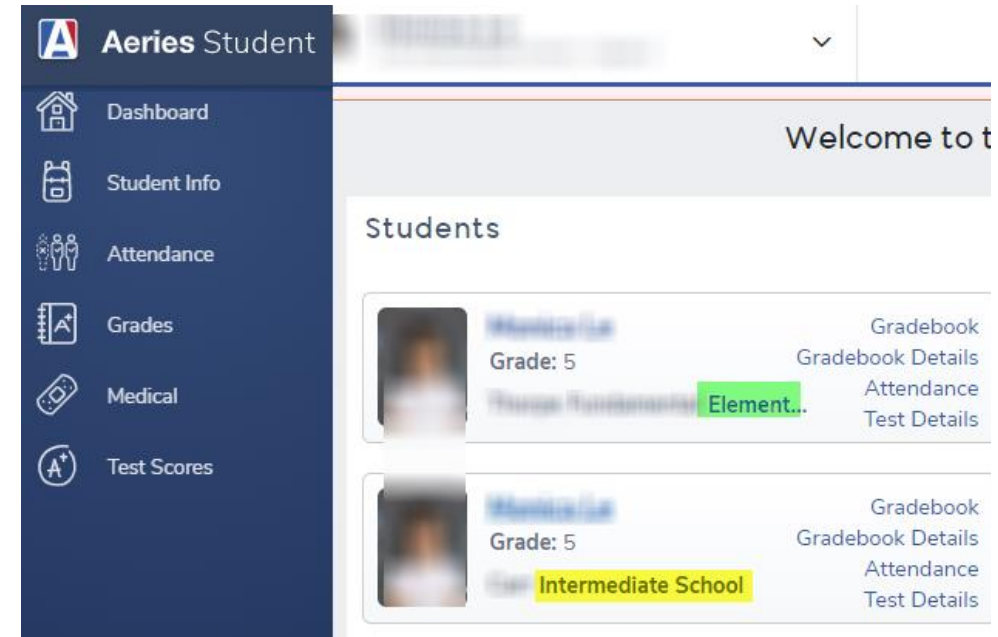 Aeries Student
Dashboard
Student Info
Attendance
Grades
Medical
Test Scores
Welcome to t
Students
Grade: 5
Element...
Gradebook
Gradebook Details
Attendance
Test Details
Grade: 5
Intermediate School
Gradebook
Gradebook Details
Attendance
Test Details